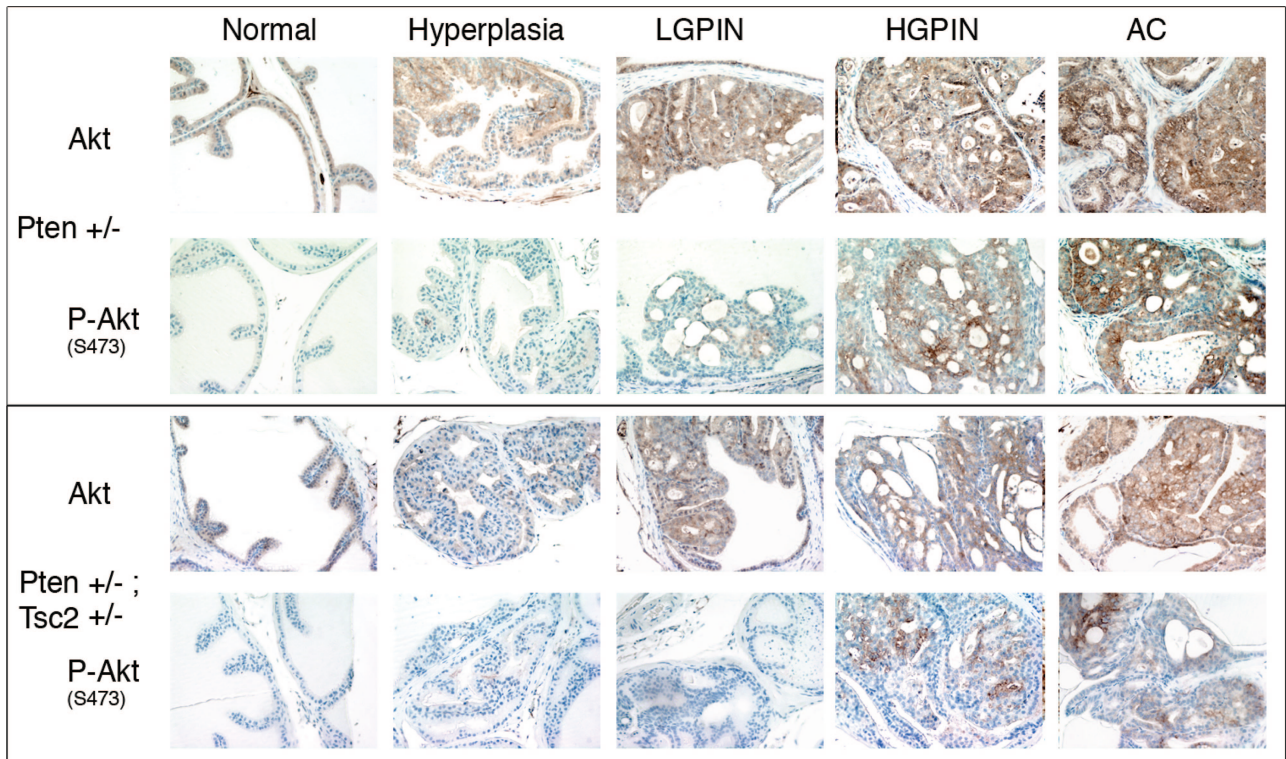 Normal Hyperplasia LGPIN HGPIN AC
Akt
Pten +/-
P-Akt
(S473)
Akt
Pten +/- ;
Tsc2 +/-
P-Akt
(S473)